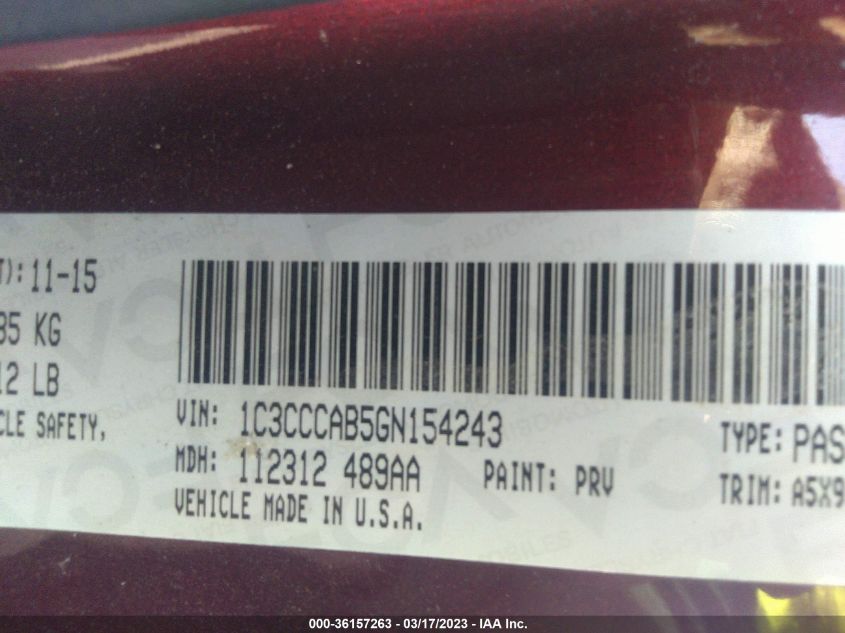 T): 11-15
85 KG
12 LB
CLE SAFETY,
VIN: 1C3CCCAB5GN154243
TYPE: PAS
MDH: 112312 489AA
PAINT: PRV
TRIM: A5X9
VEHICLE MADE IN U.S.A.
000-36157263 - 03/17/2023 - IAA Inc.